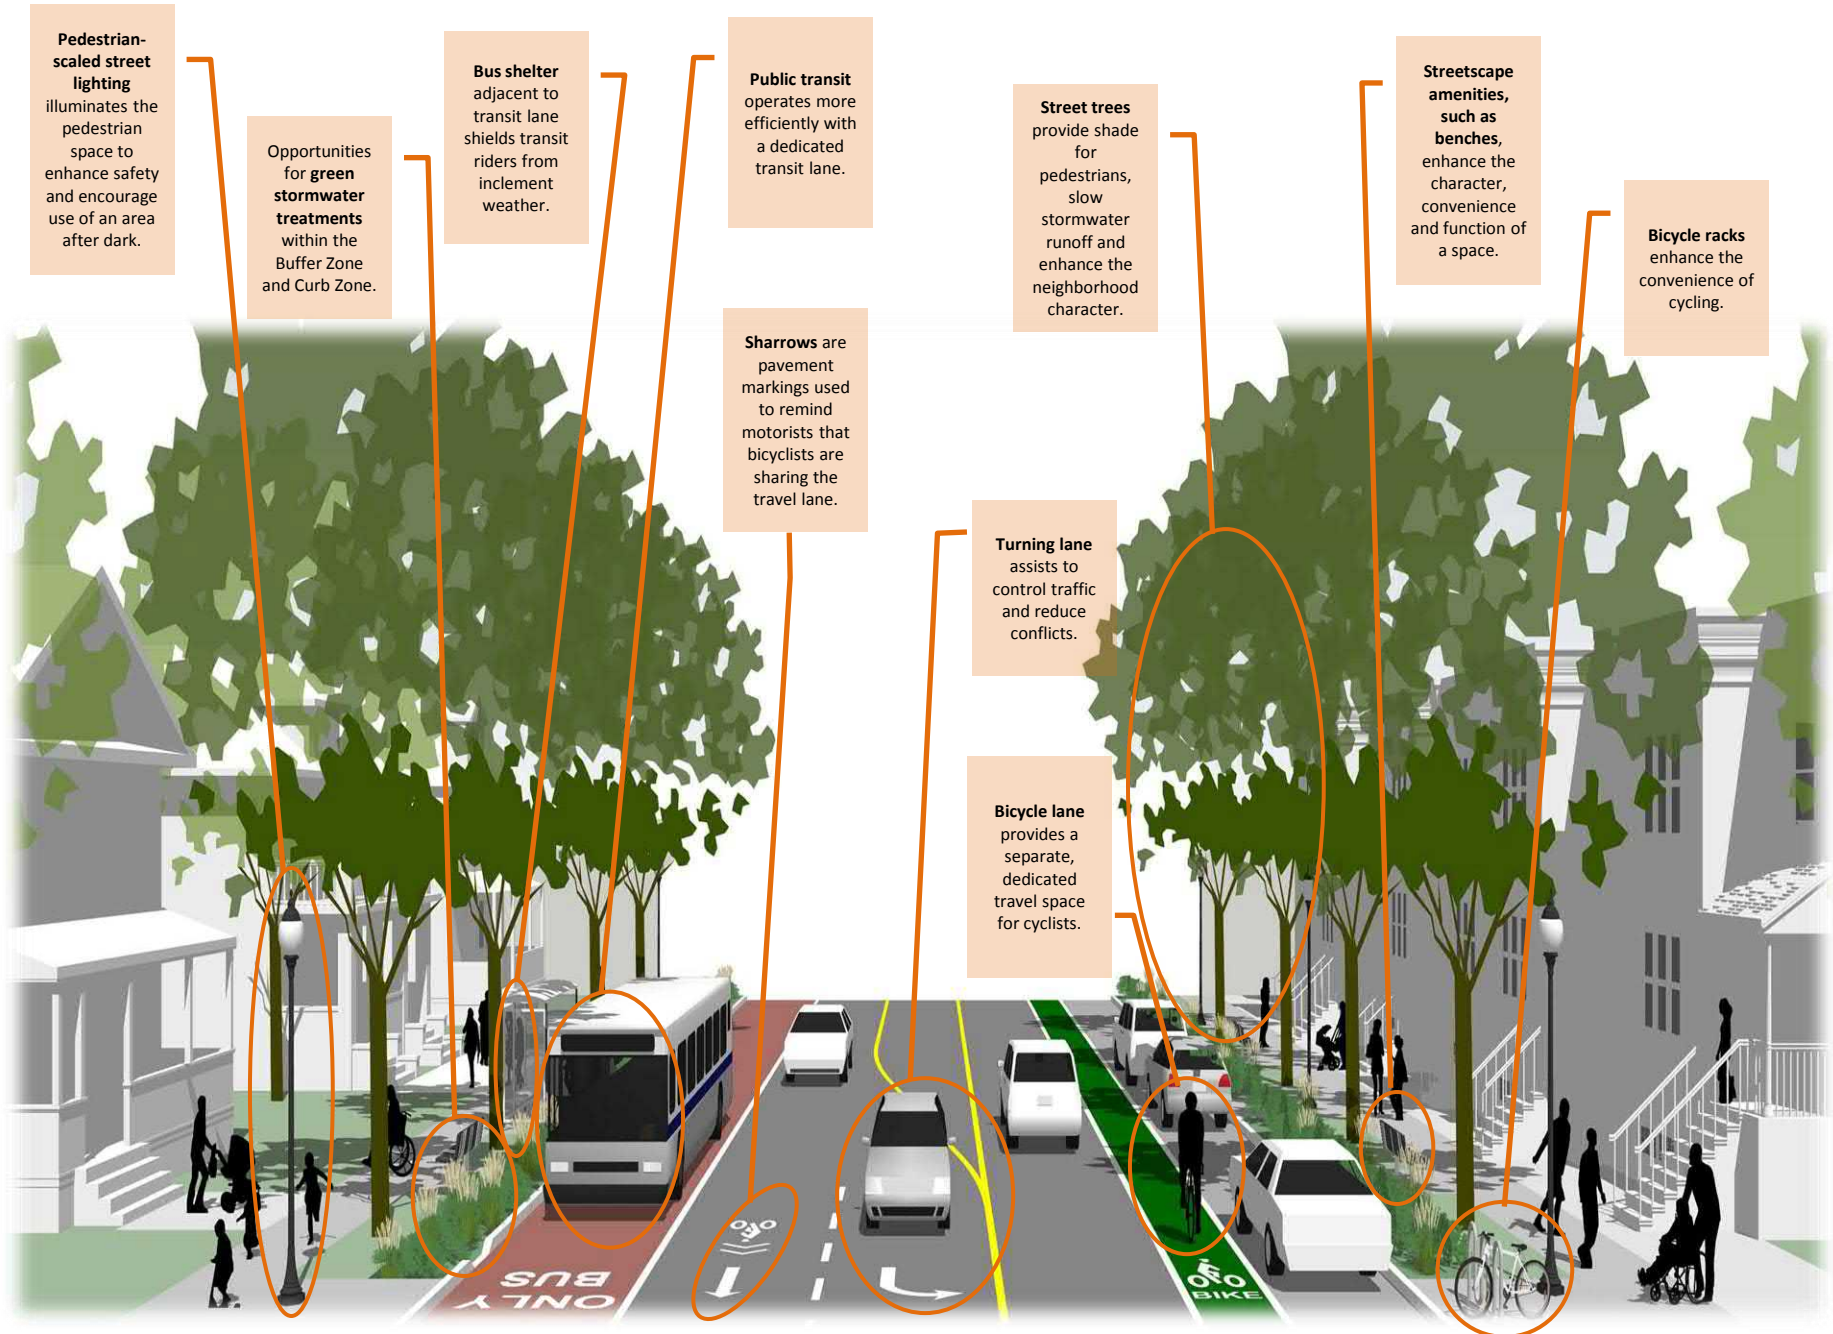 Pedestrian-
scaled street
lighting
illuminates the
pedestrian
space to
enhance safety
and encourage
use of an area
after dark.
Opportunities
for green
stormwater
treatments
within the
Buffer Zone
and Curb Zone.
Bus shelter
adjacent to
transit lane
shields transit
riders from
inclement
weather.
Public transit
operates more
efficiently with
a dedicated
transit lane.
Sharrows are
pavement
markings used
to remind
motorists that
bicyclists are
sharing the
travel lane.
Turning lane
assists to
control traffic
and reduce
conflicts.
Bicycle lane
provides a
separate,
dedicated
travel space
for cyclists.
Street trees
provide shade
for
pedestrians,
slow
stormwater
runoff and
enhance the
neighborhood
character.
Streetscape
amenities,
such as
benches,
enhance the
character,
convenience
and function of
a space.
Bicycle racks
enhance the
convenience of
cycling.
BUS
ONLY
BIKE